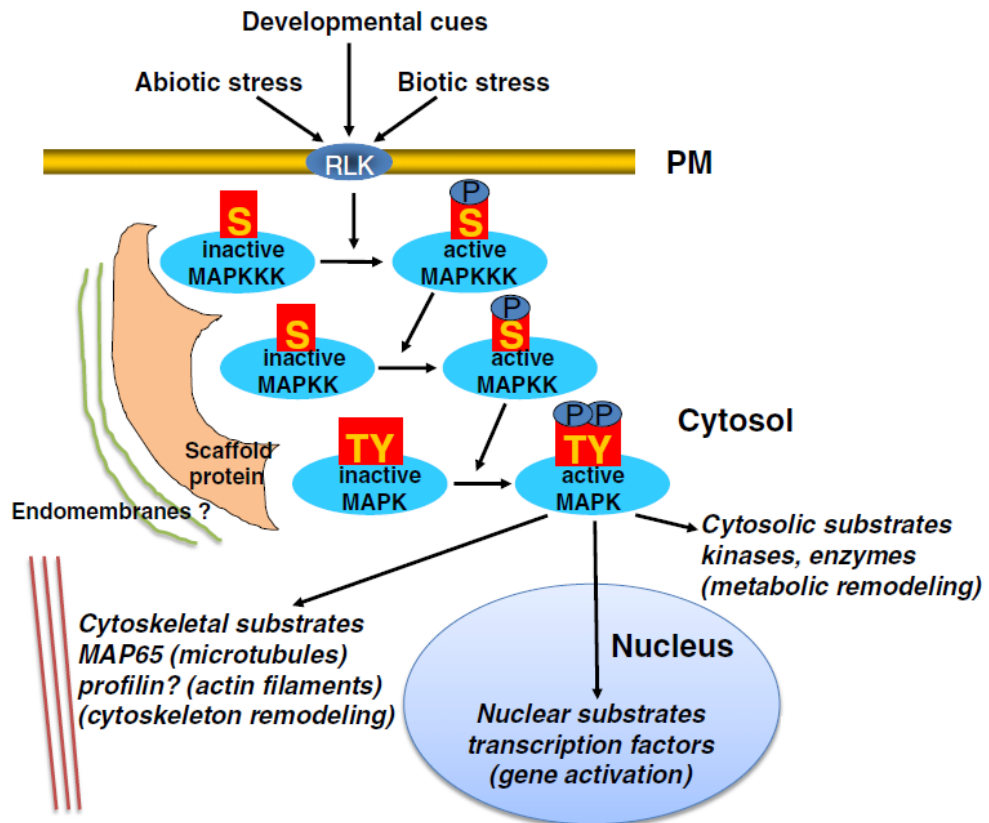 Developmental cues
Abiotic stress
Biotic stress
RLK
PM
S
inactive
MAPKKK
P
S
active
MAPKKK
S
inactive
MAPKK
P
S
active
MAPKK
Cytosol
Scaffold
protein
TY
inactive
MAPK
P P
TY
active
MAPK
Endomembranes ?
Cytosolic substrates
kinases, enzymes
(metabolic remodeling)
Cytoskeletal substrates
MAP65 (microtubules)
profilin? (actin filaments)
(cytoskeleton remodeling)
Nucleus
Nuclear substrates
transcription factors
(gene activation)